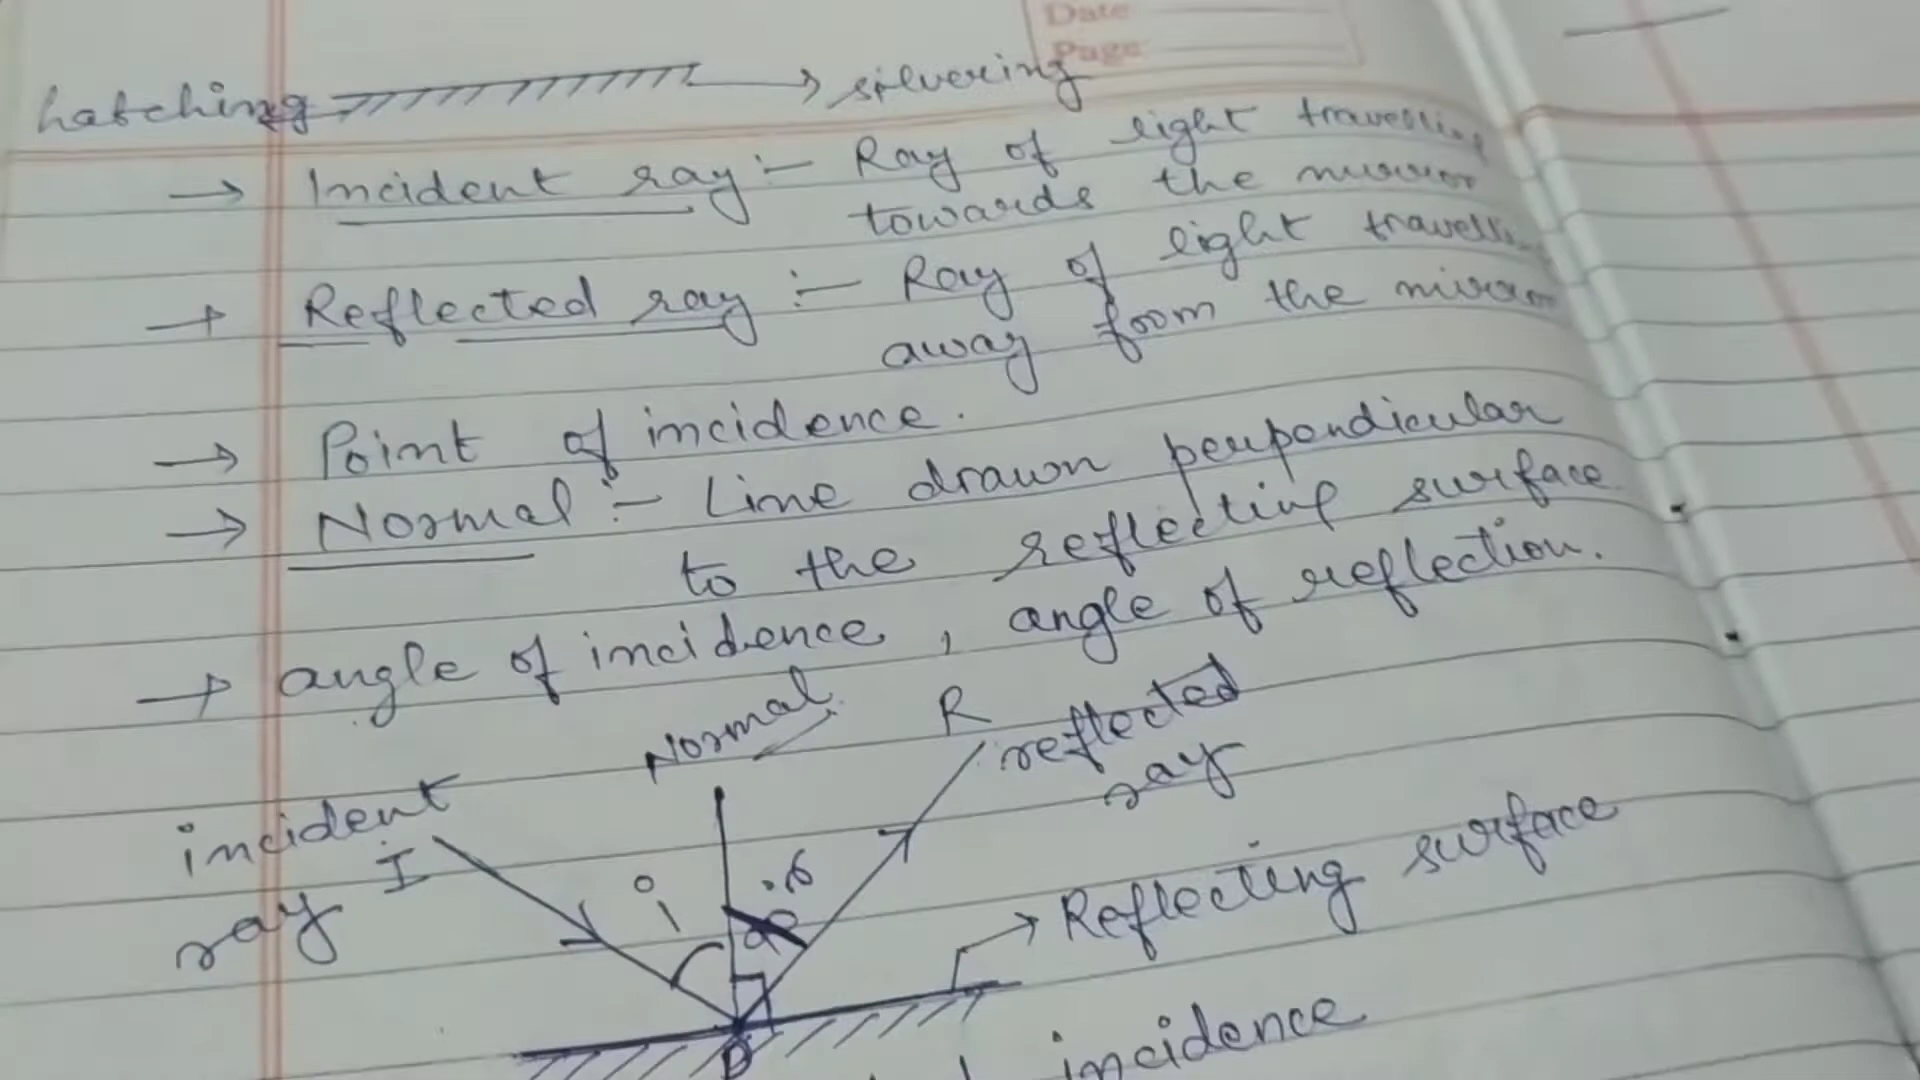 Date
Page
hatching → silvering
→ Incident ray :- Ray of light travelling
towards the mirror
→ Reflected ray :- Ray of light travelli
away from the mirror
→ Point of incidence.
→ Normal :- Line drawn perpendicular
to the reflecting surface
→ angle of incidence, angle of reflection.
Normal
R reflected
ray
incident
ray I
i
r
90
→ Reflecting surface
incidence